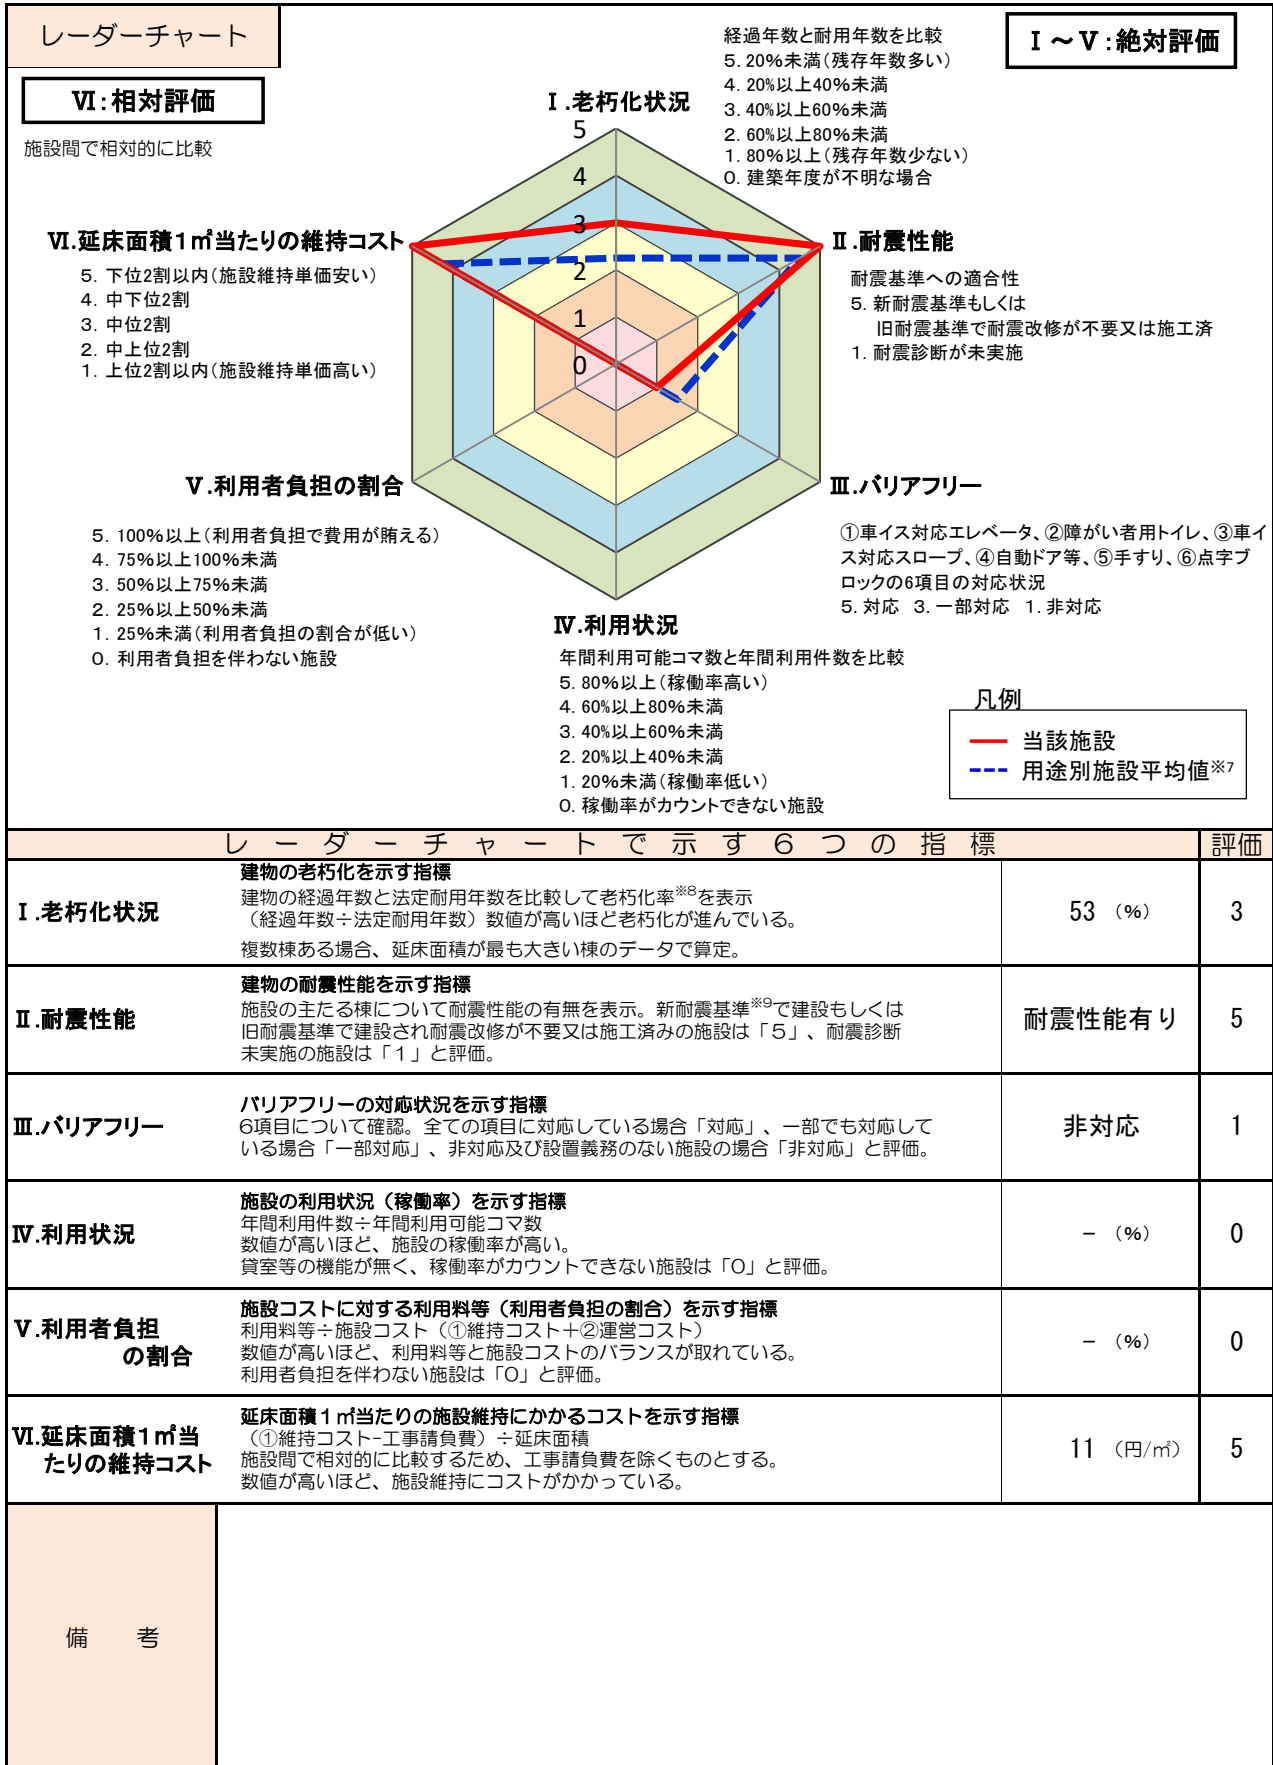 レーダーチャート
Ⅰ～Ⅴ：絶対評価
Ⅵ：相対評価
施設間で相対的に比較
経過年数と耐用年数を比較
5. 20%未満（残存年数多い）
4. 20%以上40%未満
3. 40%以上60%未満
2. 60%以上80%未満
1. 80%以上（残存年数少ない）
0. 建築年度が不明な場合
Ⅰ.老朽化状況
5
4
3
2
1
0
Ⅵ.延床面積1㎡当たりの維持コスト
5. 下位2割以内（施設維持単価安い）
4. 中下位2割
3. 中位2割
2. 中上位2割
1. 上位2割以内（施設維持単価高い）
Ⅱ.耐震性能
耐震基準への適合性
5. 新耐震基準もしくは
旧耐震基準で耐震改修が不要又は施工済
1. 耐震診断が未実施
Ⅴ.利用者負担の割合
5. 100%以上（利用者負担で費用が賄える）
4. 75%以上100%未満
3. 50%以上75%未満
2. 25%以上50%未満
1. 25%未満（利用者負担の割合が低い）
0. 利用者負担を伴わない施設
Ⅲ.バリアフリー
①車イス対応エレベータ、②障がい者用トイレ、③車イ
ス対応スロープ、④自動ドア等、⑤手すり、⑥点字ブ
ロックの6項目の対応状況
5. 対応 3. 一部対応 1. 非対応
Ⅳ.利用状況
年間利用可能コマ数と年間利用件数を比較
5. 80%以上（稼働率高い）
4. 60%以上80%未満
3. 40%以上60%未満
2. 20%以上40%未満
1. 20%未満（稼働率低い）
0. 稼働率がカウントできない施設
凡例
当該施設
用途別施設平均値※7
レーダーチャートで示す6つの指標 評価
Ⅰ.老朽化状況
建物の老朽化を示す指標
建物の経過年数と法定耐用年数を比較して老朽化率※8を表示
（経過年数÷法定耐用年数）数値が高いほど老朽化が進んでいる。
複数棟ある場合、延床面積が最も大きい棟のデータで算定。
53 （%） 3
Ⅱ.耐震性能
建物の耐震性能を示す指標
施設の主たる棟について耐震性能の有無を表示。新耐震基準※9で建設もしくは
旧耐震基準で建設され耐震改修が不要又は施工済みの施設は「5」、耐震診断
未実施の施設は「1」と評価。
耐震性能有り 5
Ⅲ.バリアフリー
バリアフリーの対応状況を示す指標
6項目について確認。全ての項目に対応している場合「対応」、一部でも対応して
いる場合「一部対応」、非対応及び設置義務のない施設の場合「非対応」と評価。
非対応 1
Ⅳ.利用状況
施設の利用状況（稼働率）を示す指標
年間利用件数÷年間利用可能コマ数
数値が高いほど、施設の稼働率が高い。
貸室等の機能が無く、稼働率がカウントできない施設は「0」と評価。
－ （%） 0
Ⅴ.利用者負担
の割合
施設コストに対する利用料等（利用者負担の割合）を示す指標
利用料等÷施設コスト（①維持コスト＋②運営コスト）
数値が高いほど、利用料等と施設コストのバランスが取れている。
利用者負担を伴わない施設は「0」と評価。
－ （%） 0
Ⅵ.延床面積1㎡当
たりの維持コスト
延床面積1㎡当たりの施設維持にかかるコストを示す指標
（①維持コスト-工事請負費）÷延床面積
施設間で相対的に比較するため、工事請負費を除くものとする。
数値が高いほど、施設維持にコストがかかっている。
11 （円/㎡） 5
備 考